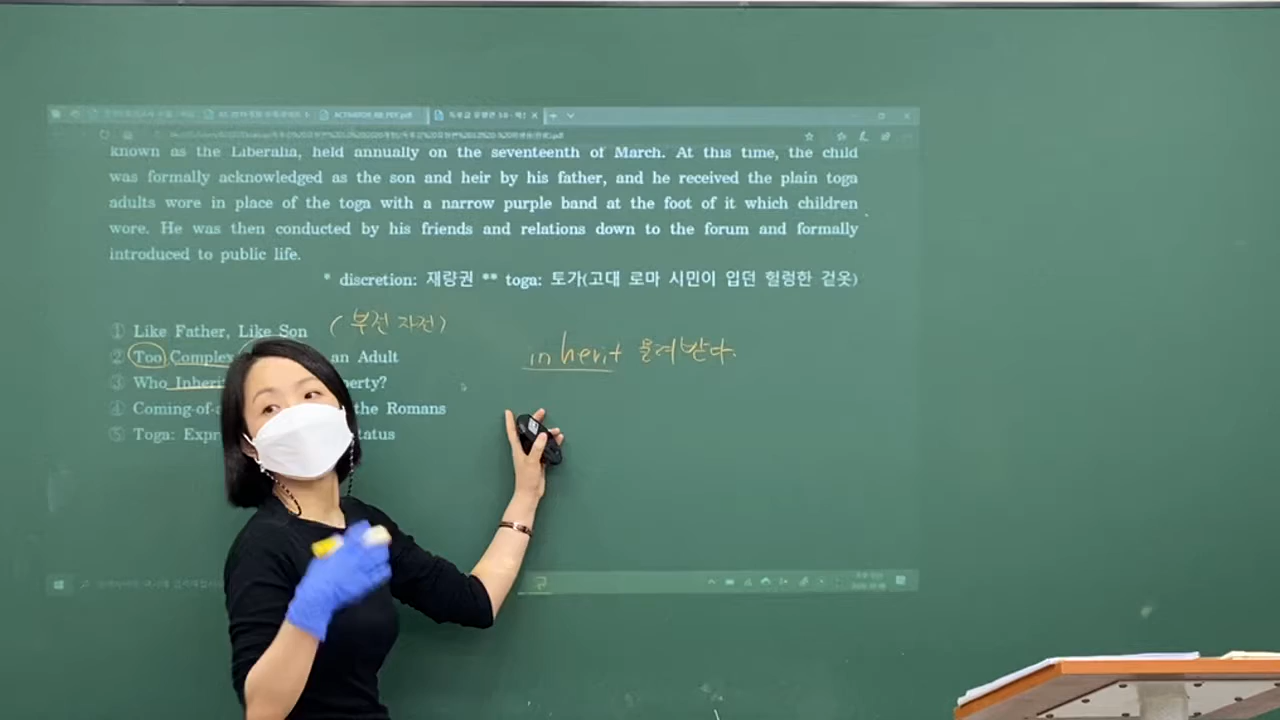 ACTIVATOR_RB_PDF.pdf
known as the Liberalia, held annually on the seventeenth of March. At this time, the child
was formally acknowledged as the son and heir by his father, and he received the plain toga
adults wore in place of the toga with a narrow purple band at the foot of it which children
wore. He was then conducted by his friends and relations down to the forum and formally
introduced to public life.
* discretion: 재량권 ** toga: 토가(고대 로마 시민이 입던 헐렁한 겉옷)
① Like Father, Like Son (부전자전)
② Too Complex an Adult
inherit 물려받다.
③ Who Inherit erty?
④ Coming-of-a the Romans
⑤ Toga: Expr tatus